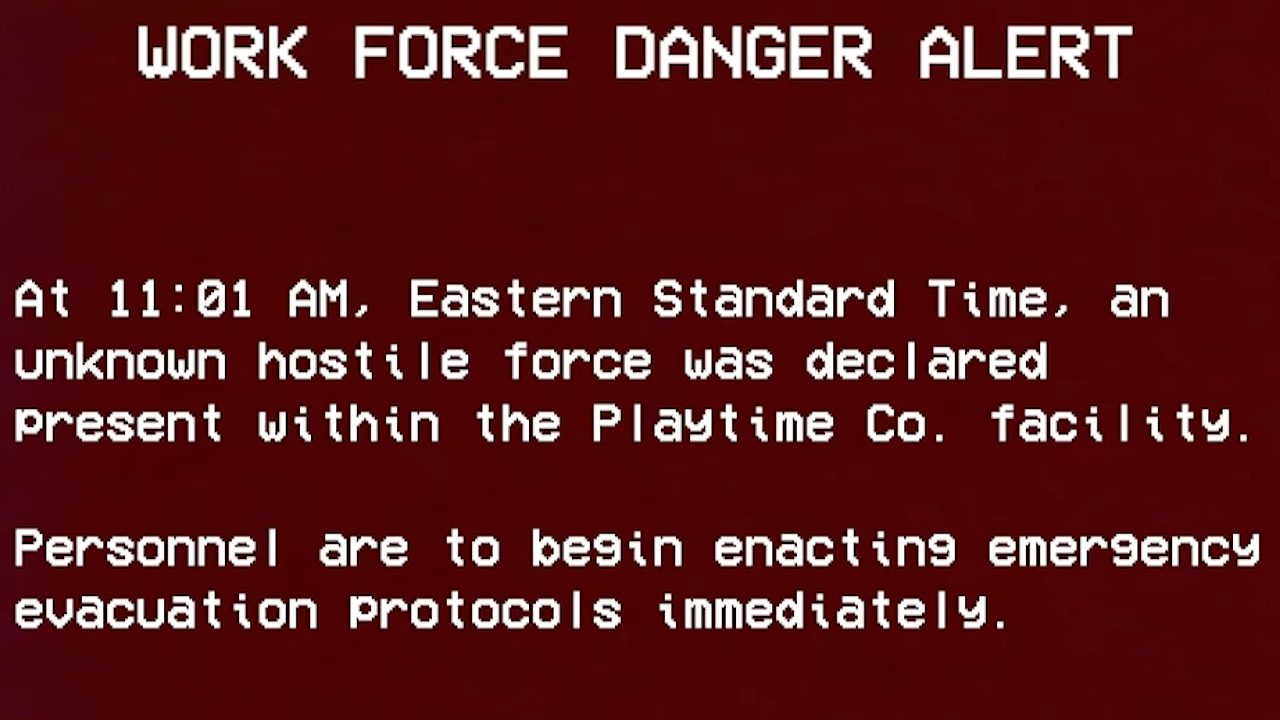 WORK FORCE DANGER ALERT
At 11:01 AM, Eastern Standard Time, an
unknown hostile force was declared
present within the Playtime Co. facility.
Personnel are to begin enacting emergency
evacuation protocols immediately.